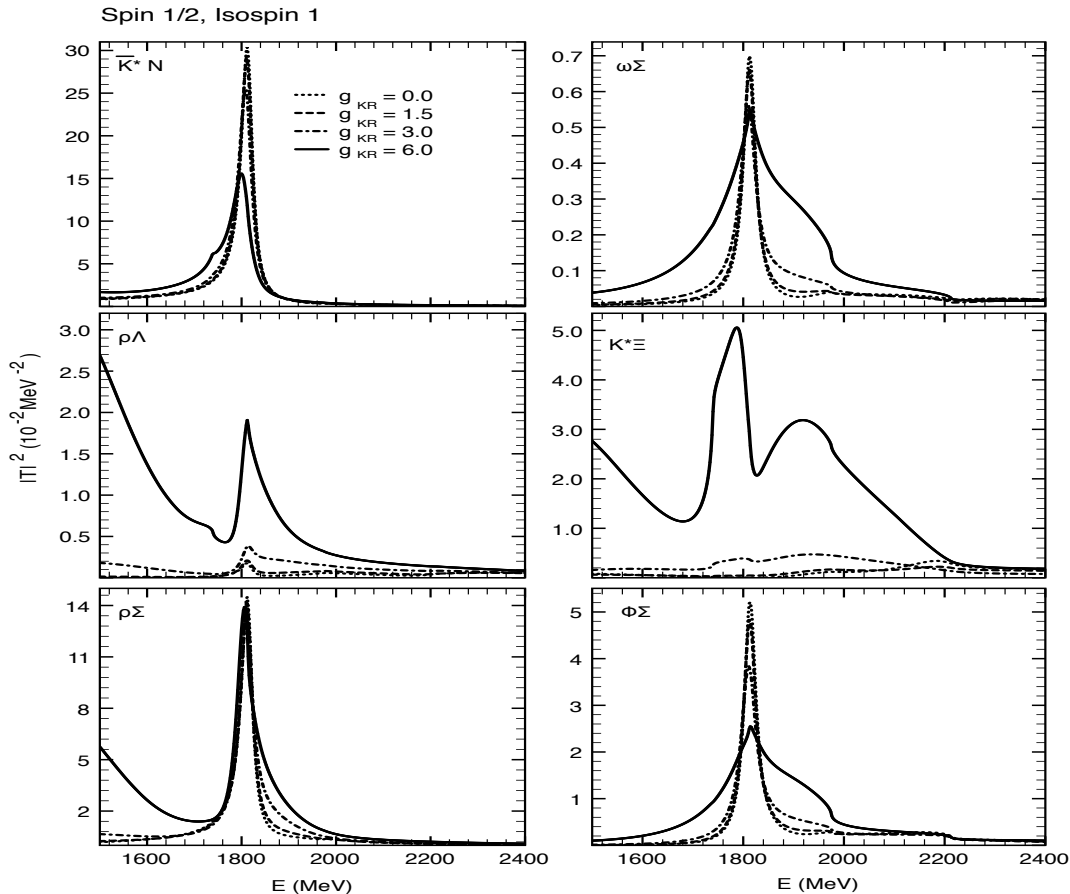 Spin 1/2, Isospin 1
K* N
30
25
20
15
10
5
g KR = 0.0
g KR = 1.5
g KR = 3.0
g KR = 6.0
ωΣ
0.7
0.6
0.5
0.4
0.3
0.2
0.1
|T| ² (10⁻² MeV⁻²)
ρΛ
3.0
2.5
2.0
1.5
1.0
0.5
K*Ξ
5.0
4.0
3.0
2.0
1.0
ρΣ
14
11
8
5
2
1600 1800 2000 2200 2400
E (MeV)
ΦΣ
5
4
3
2
1
1600 1800 2000 2200 2400
E (MeV)